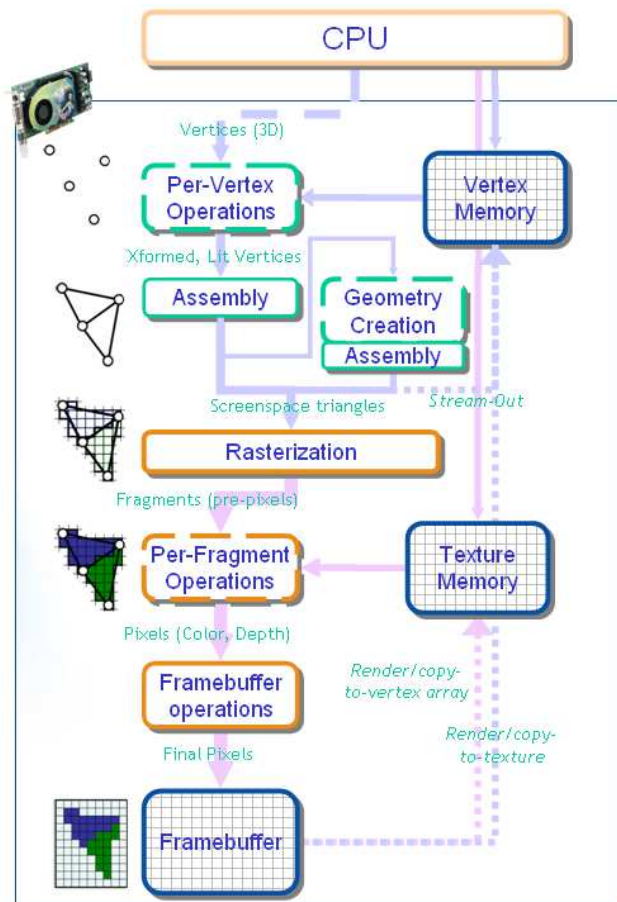 CPU
Vertices (3D)
Per-Vertex
Operations
Vertex
Memory
Xformed, Lit Vertices
Assembly
Geometry
Creation
Assembly
Screenspace triangles
Stream-Out
Rasterization
Fragments (pre-pixels)
Per-Fragment
Operations
Texture
Memory
Pixels (Color, Depth)
Render/copy-
to-vertex array
Framebuffer
operations
Render/copy-
to-texture
Final Pixels
Framebuffer